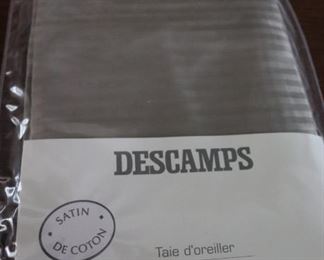 DESCAMPS
SATIN
DE COTON
Taie d'oreiller